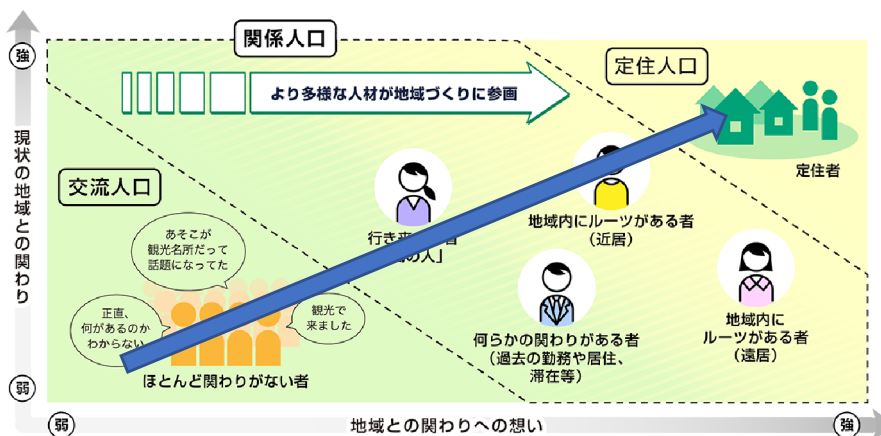 関係人口
強
定住人口
より多様な人材が地域づくりに参画
現状の地域との関わり
定住者
交流人口
あそこが
観光名所だって
話題になってた
地域内にルーツがある者
（近居）
行き来
者
の人」
正直、
何があるのか
わからない
観光で
来ました
何らかの関わりがある者
（過去の勤務や居住、
滞在等）
地域内に
ルーツがある者
（遠居）
ほとんど関わりがない者
弱
弱
地域との関わりへの想い
強